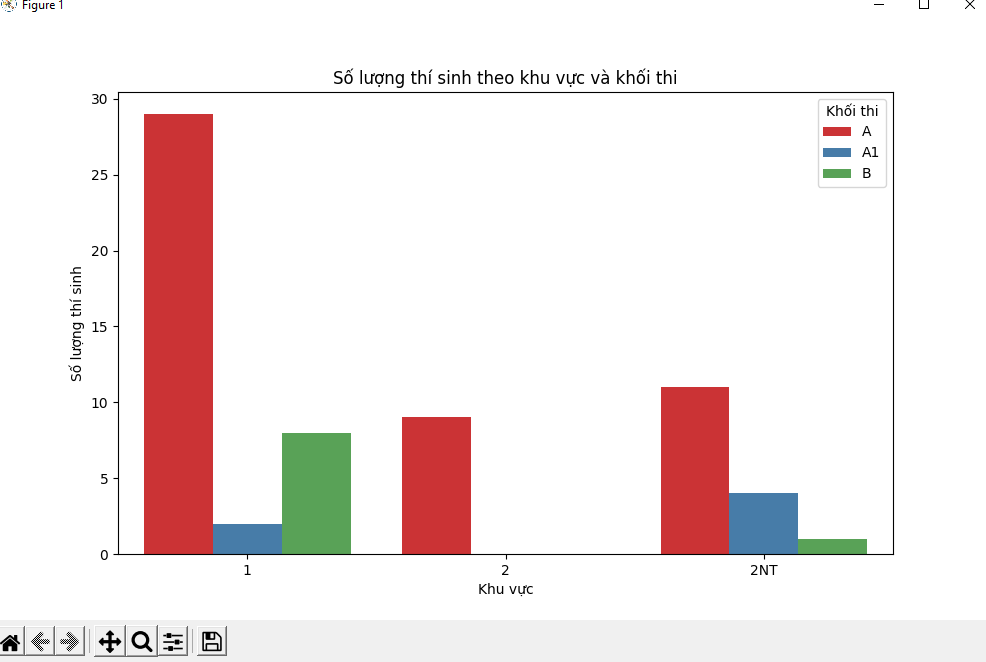 Figure 1
Số lượng thí sinh theo khu vực và khối thi
Khối thi
A
A1
B
Số lượng thí sinh
30
25
20
15
10
5
0
1
2
2NT
Khu vực